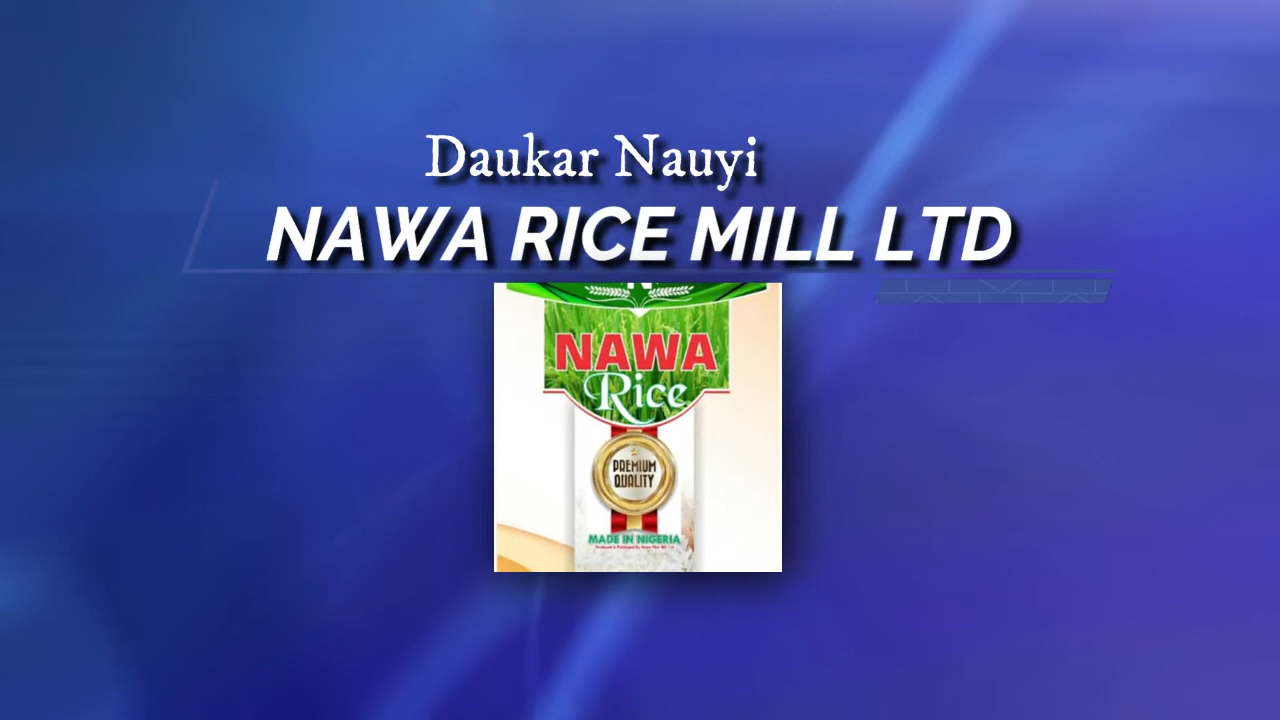 Daukar Nauyi
NAWA RICE MILL LTD
NAWA
Rice
PREMIUM
QUALITY
MADE IN NIGERIA